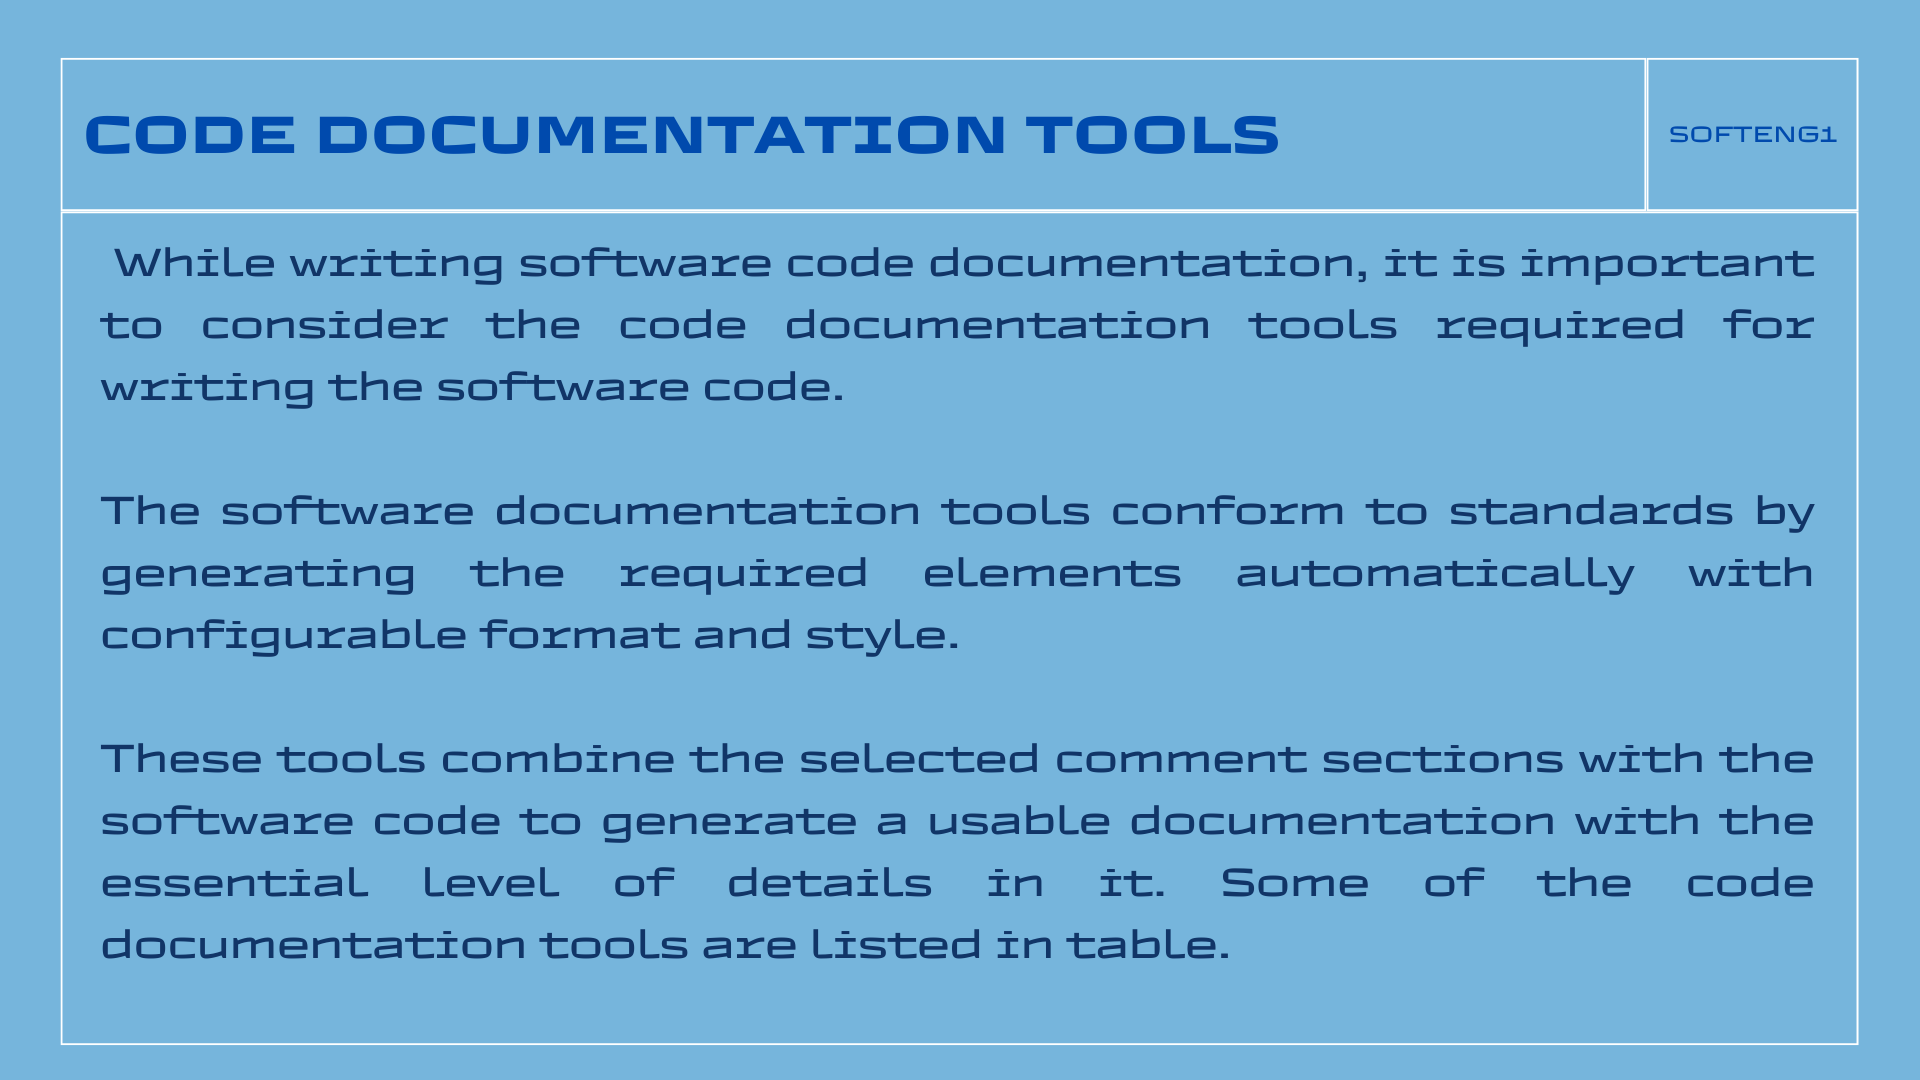 CODE DOCUMENTATION TOOLS
SOFTENG1
While writing software code documentation, it is important
to consider the code documentation tools required for
writing the software code.
The software documentation tools conform to standards by
generating the required elements automatically with
configurable format and style.
These tools combine the selected comment sections with the
software code to generate a usable documentation with the
essential level of details in it. Some of the code
documentation tools are listed in table.